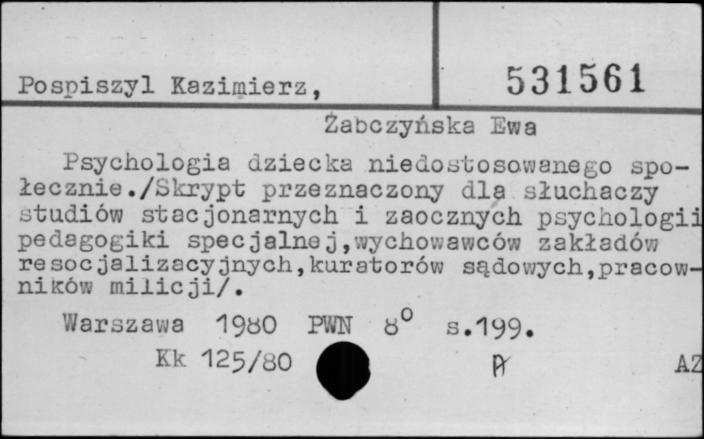 531561
Pospiszyl Kazimierz,
Żabczyńska Ewa
Psychologia dziecka niedostosowanego spo-
łecznie./Skrypt przeznaczony dla słuchaczy
studiów stacjonarnych i zaocznych psychologii
pedagogiki specjalnej,wychowawców zakładów
resocjalizacyjnych,kuratorów sądowych,pracow-
ników milicji/.
Warszawa 1980 PWN 8° s.199.
Kk 125/80 AZ